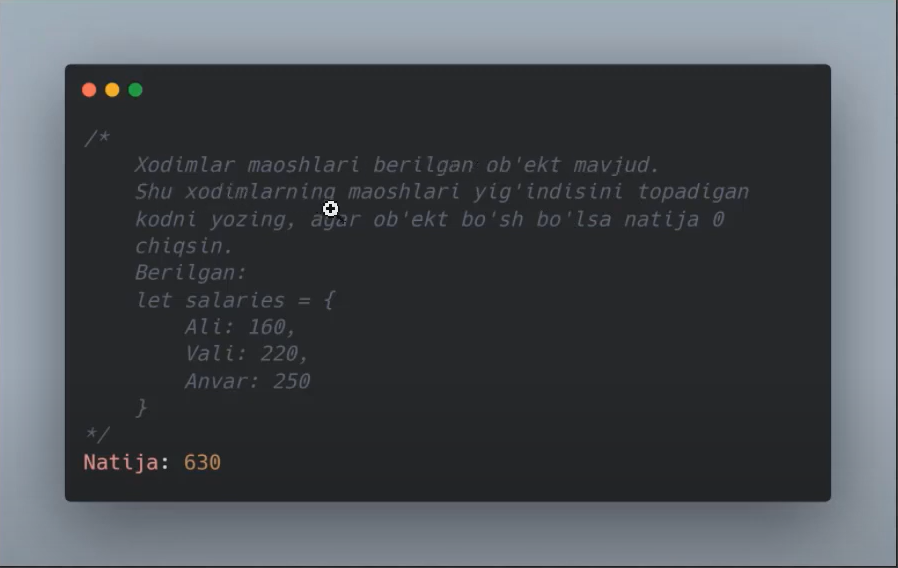 /*
Xodimlar maoshlari berilgan ob'ekt mavjud.
Shu xodimlarning maoshlari yig'indisini topadigan
kodni yozing, agar ob'ekt bo'sh bo'lsa natija 0
chiqsin.
Berilgan:
let salaries = {
Ali: 160,
Vali: 220,
Anvar: 250
}
*/
Natija: 630